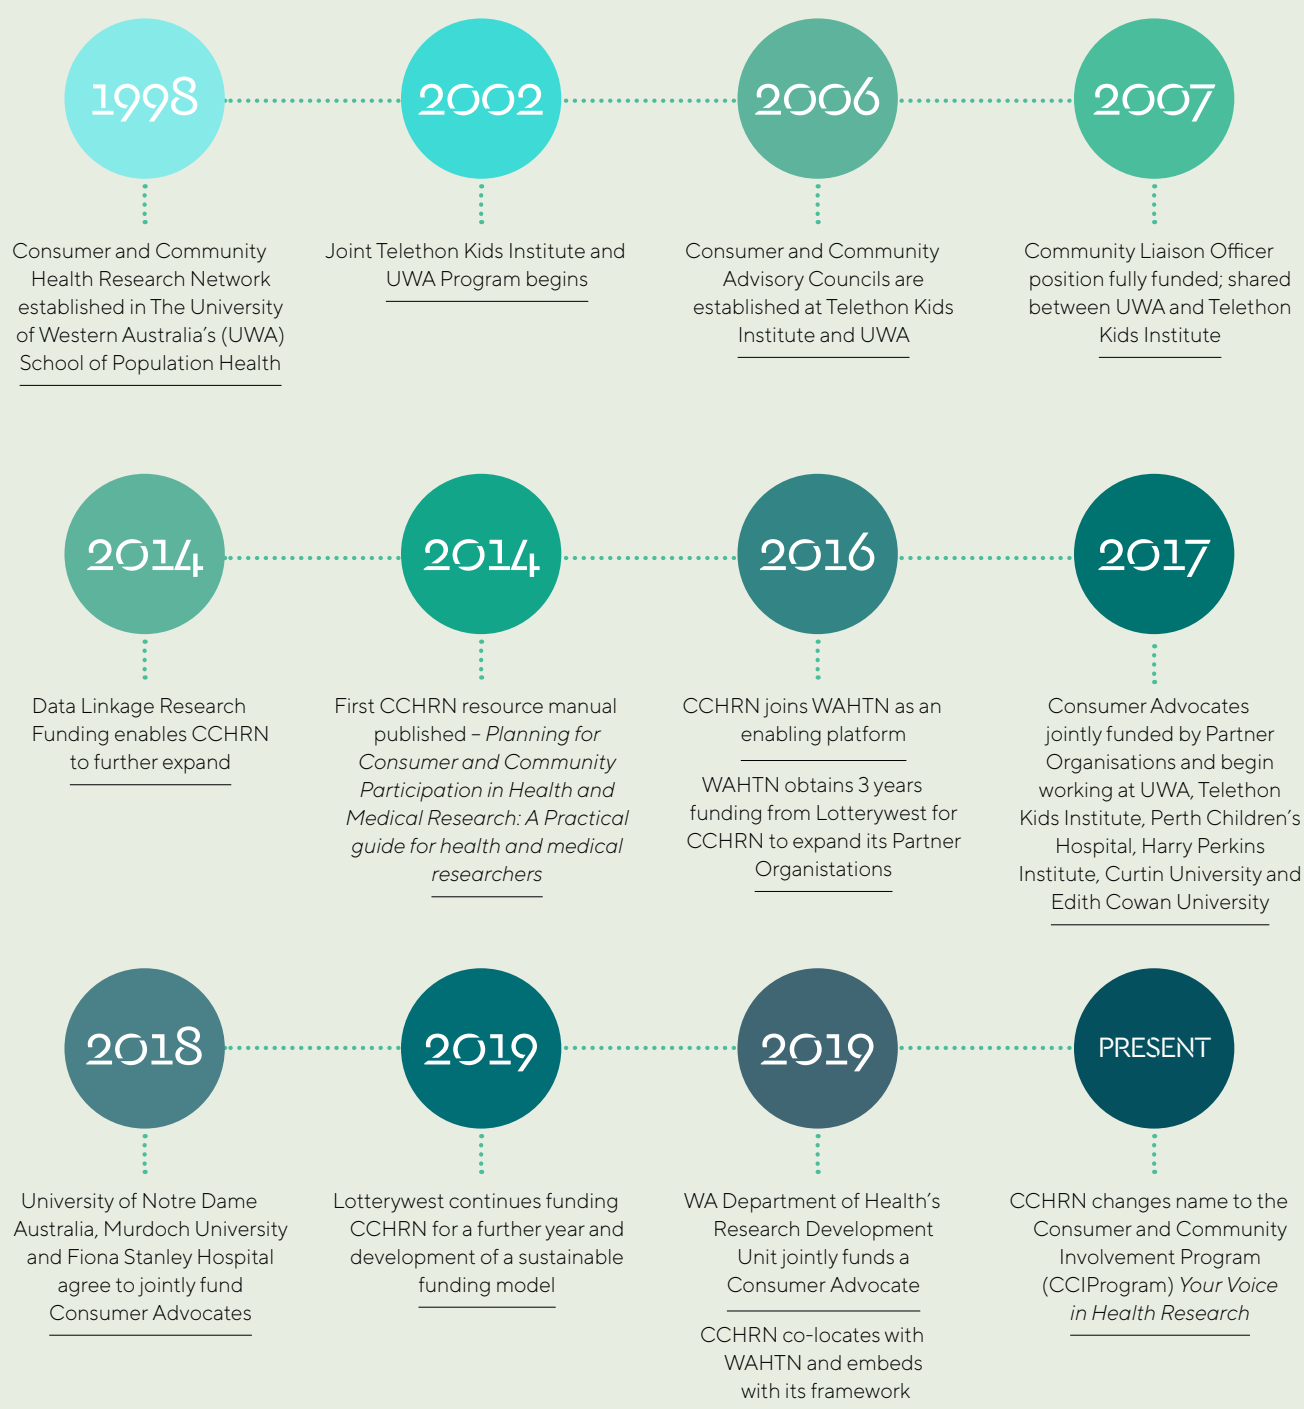 1998
Consumer and Community
Health Research Network
established in The University
of Western Australia’s (UWA)
School of Population Health
2002
Joint Telethon Kids Institute and
UWA Program begins
2006
Consumer and Community
Advisory Councils are
established at Telethon Kids
Institute and UWA
2007
Community Liaison Officer
position fully funded; shared
between UWA and Telethon
Kids Institute
2014
Data Linkage Research
Funding enables CCHRN
to further expand
2014
First CCHRN resource manual
published – Planning for
Consumer and Community
Participation in Health and
Medical Research: A Practical
guide for health and medical
researchers
2016
CCHRN joins WAHTN as an
enabling platform
WAHTN obtains 3 years
funding from Lotterywest for
CCHRN to expand its Partner
Organistations
2017
Consumer Advocates
jointly funded by Partner
Organisations and begin
working at UWA, Telethon
Kids Institute, Perth Children’s
Hospital, Harry Perkins
Institute, Curtin University and
Edith Cowan University
2018
University of Notre Dame
Australia, Murdoch University
and Fiona Stanley Hospital
agree to jointly fund
Consumer Advocates
2019
Lotterywest continues funding
CCHRN for a further year and
development of a sustainable
funding model
2019
WA Department of Health’s
Research Development
Unit jointly funds a
Consumer Advocate
CCHRN co-locates with
WAHTN and embeds
with its framework
PRESENT
CCHRN changes name to the
Consumer and Community
Involvement Program
(CCIProgram) Your Voice
in Health Research